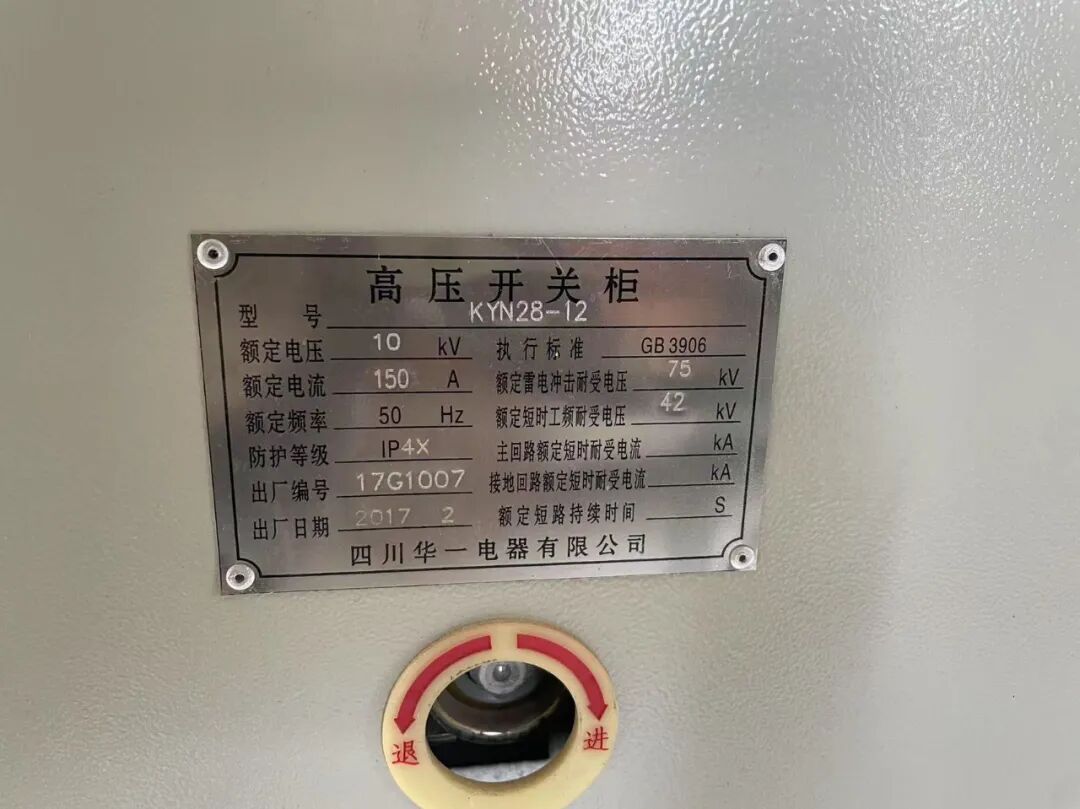 高压开关柜
型号 KYN28-12
额定电压 10 kV 执行标准 GB 3906
额定电流 150 A 额定雷电冲击耐受电压 75 kV
额定频率 50 Hz 额定短时工频耐受电压 42 kV
防护等级 IP4X 主回路额定短时耐受电流 kA
出厂编号 17G1007 接地回路额定短时耐受电流 kA
出厂日期 2017 2 额定短路持续时间 S
四川华一电器有限公司
退 进